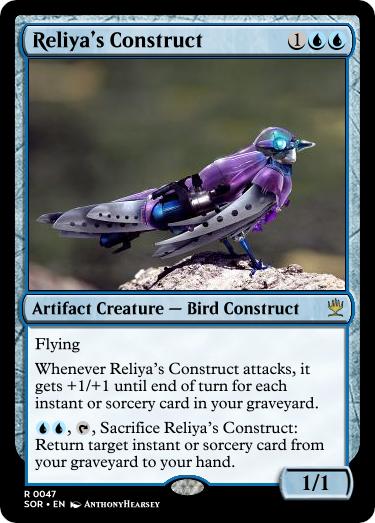 Reliya's Construct 1
Artifact Creature — Bird Construct
Flying
Whenever Reliya's Construct attacks, it
gets +1/+1 until end of turn for each
instant or sorcery card in your graveyard.
, , Sacrifice Reliya's Construct:
Return target instant or sorcery card from
your graveyard to your hand.
1/1
R 0047
SOR • EN AnthonyHearsey